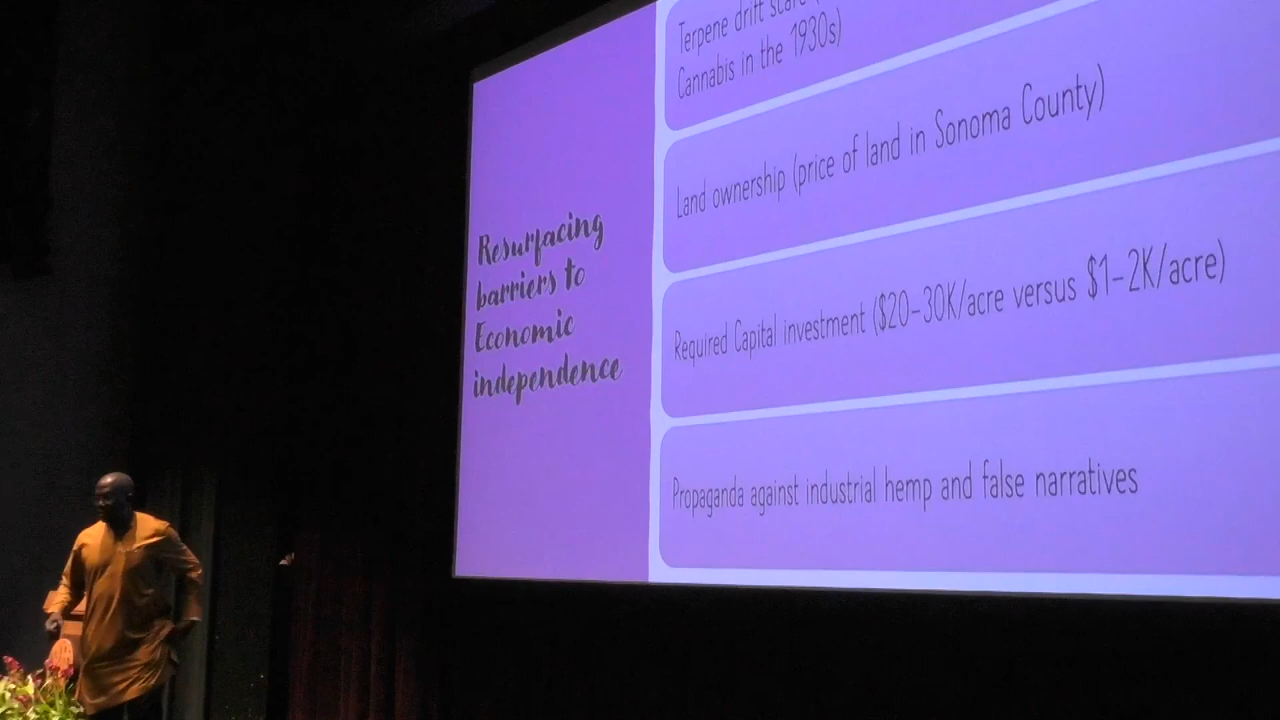 Resurfacing
barriers to
Economic
independence
Terpene drift
Cannabis in the 1930s)
Land ownership (price of land in Sonoma County)
Required Capital investment ($20-30K/acre versus $1-2K/acre)
Propaganda against industrial hemp and false narratives